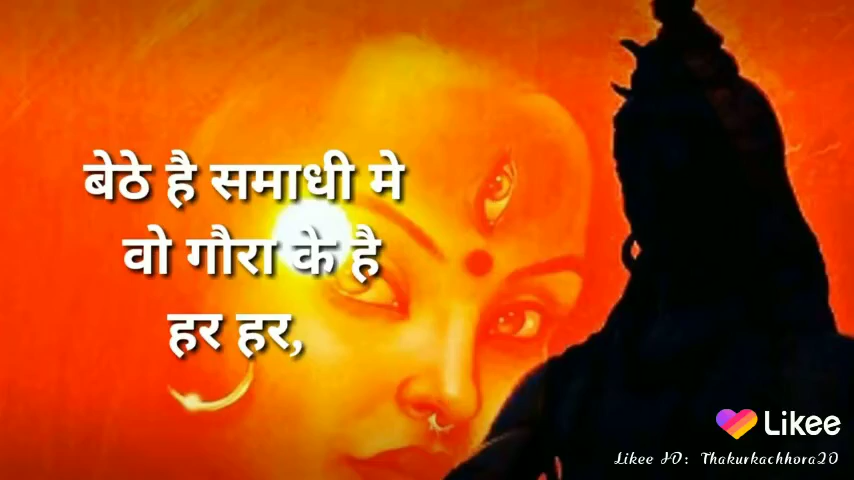 बेठे है समाधी मे
वो गौरा के है
हर हर,
Likee
Likee ID: Thakurkachhora20